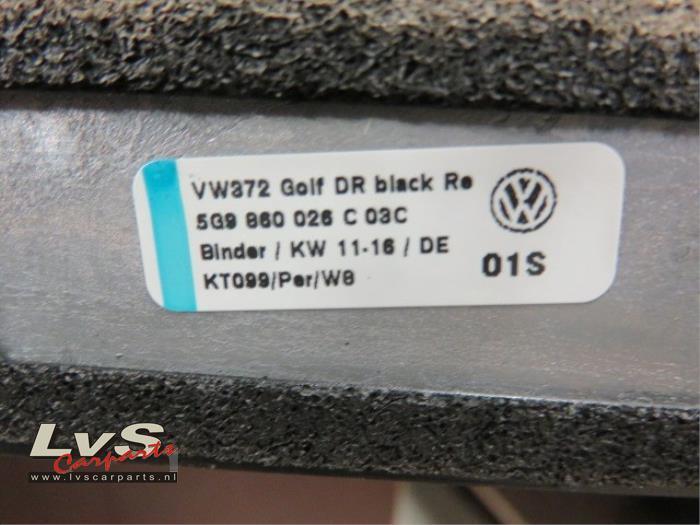 VW372 Golf DR black Re
5G9 860 026 C 03C
Binder / KW 11-16 / DE
KT099/Per/W8
VW
01S
LvS
Carparts
www.lvscarparts.nl